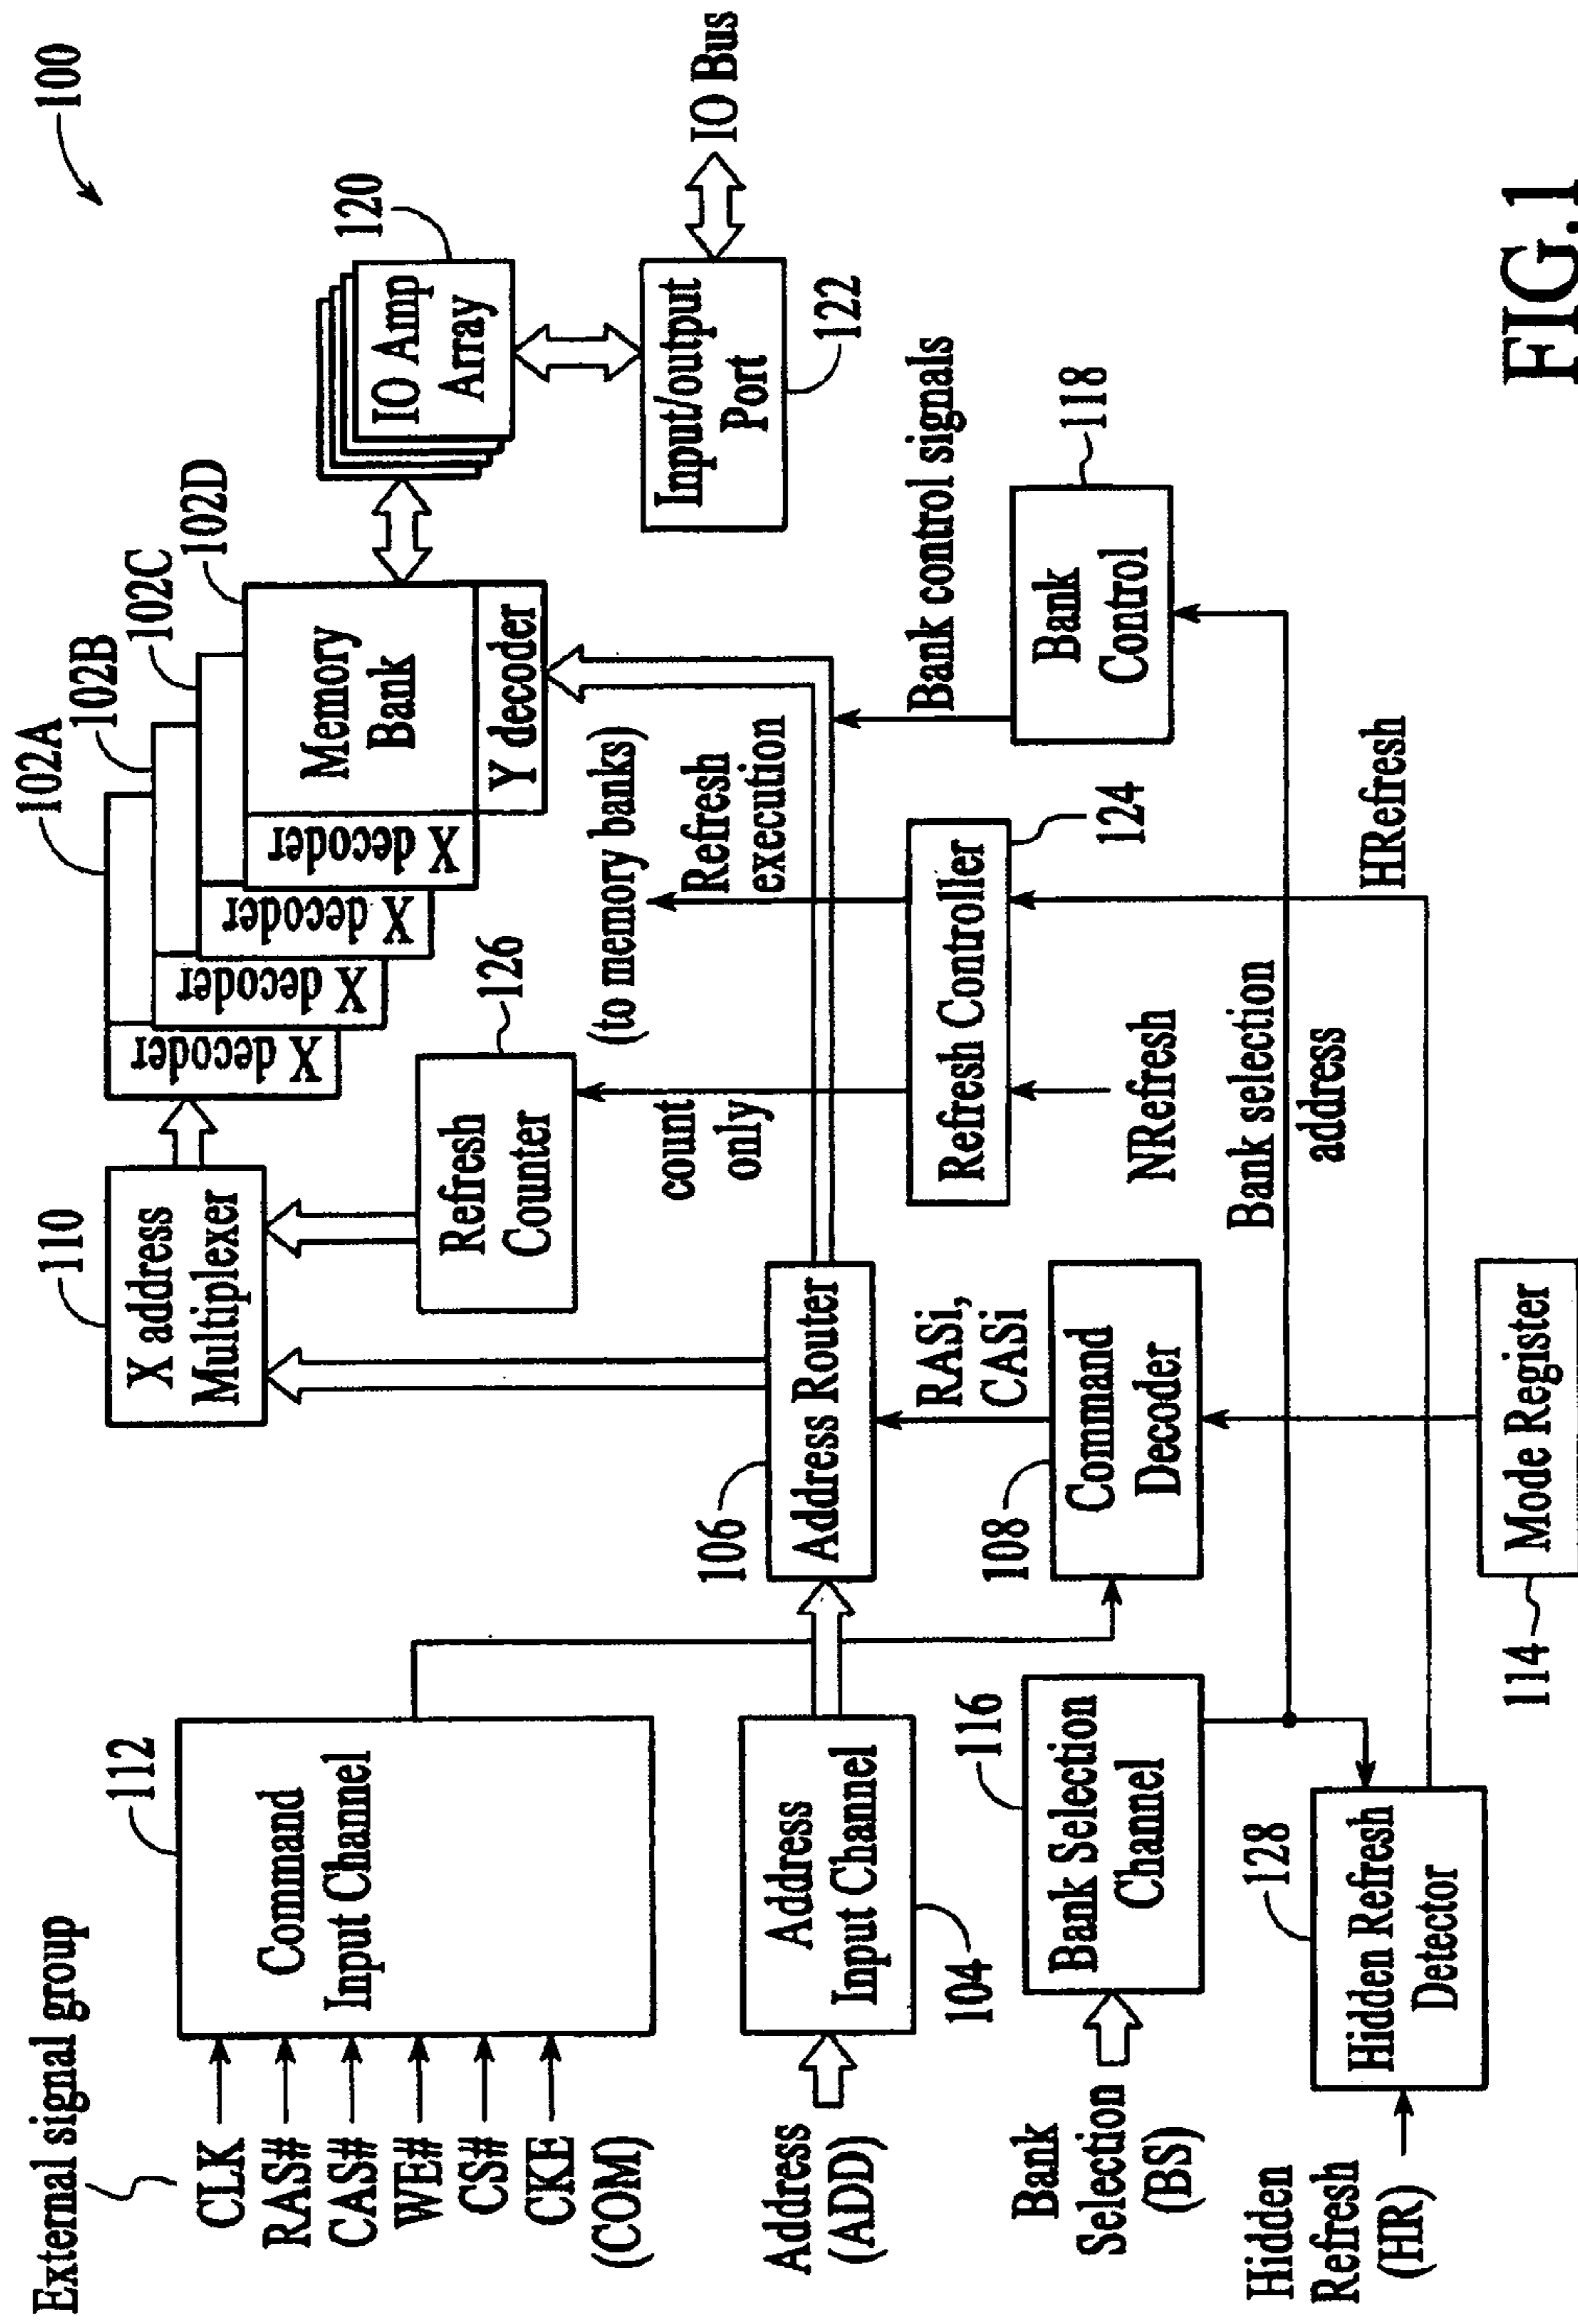 100
External signal group
CLK
RAS#
CAS#
WE#
CS#
CKE
(COM)
112
Command
Input Channel
110
X address
Multiplexer
102A
102B
102C
102D
X decoder
X decoder
X decoder
X decoder
Memory
Bank
Y decoder
120
IO Amp
Array
IO Bus
Input/output
Port
122
126
Refresh
Counter
(to memory banks)
Refresh
execution
count
only
Bank control signals
Address
(ADD)
Address
Input Channel
104
106
Address Router
RASi,
CASi
108
Command
Decoder
Refresh Controller
124
NRefresh
HRefresh
118
Bank
Control
Bank
Selection
(BS)
116
Bank Selection
Channel
Bank selection
address
Hidden
Refresh
(HR)
128
Hidden Refresh
Detector
114
Mode Register
FIG.1